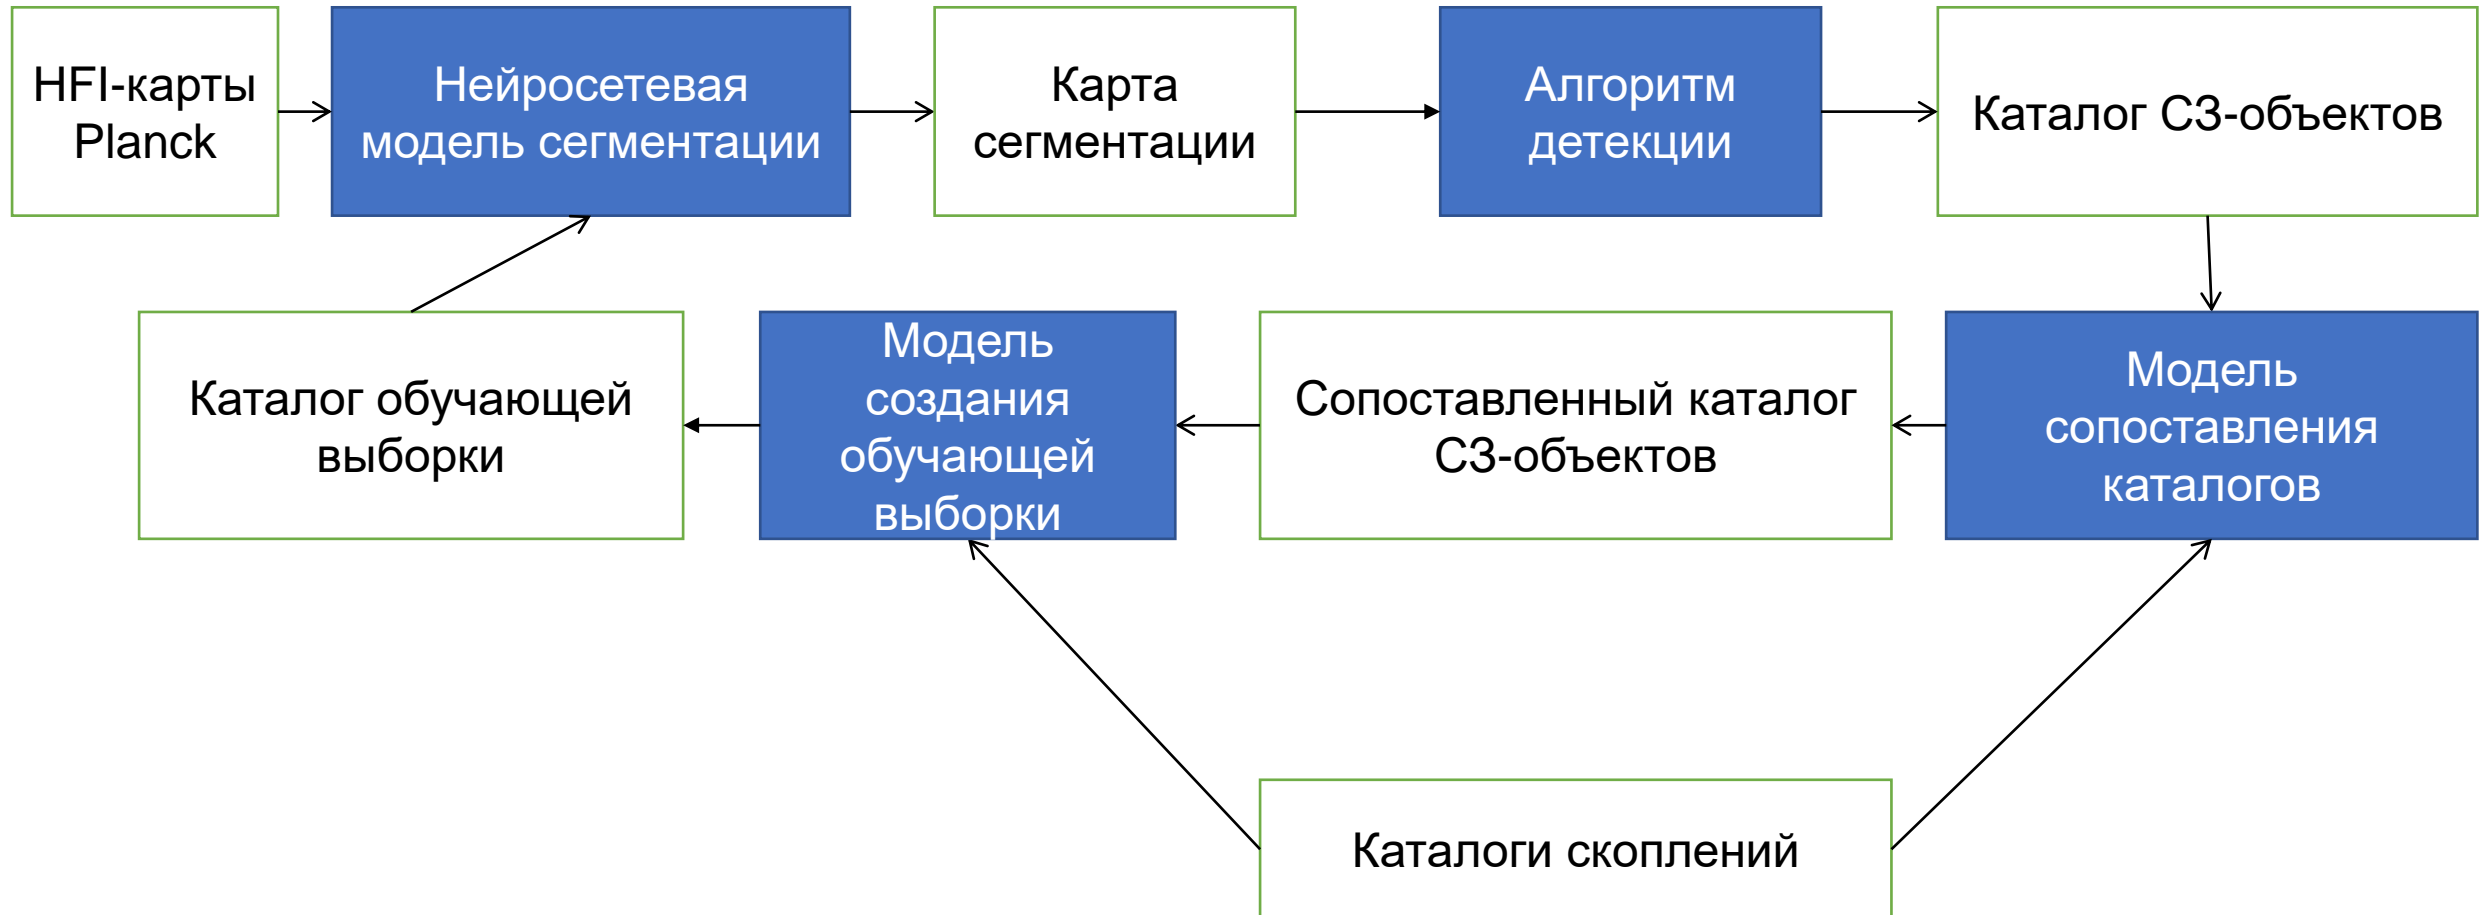 HFI-карты
Planck
Нейросетевая
модель сегментации
Карта
сегментации
Алгоритм
детекции
Каталог СЗ-объектов
Каталог обучающей
выборки
Модель
создания
обучающей
выборки
Сопоставленный каталог
СЗ-объектов
Модель
сопоставления
каталогов
Каталоги скоплений